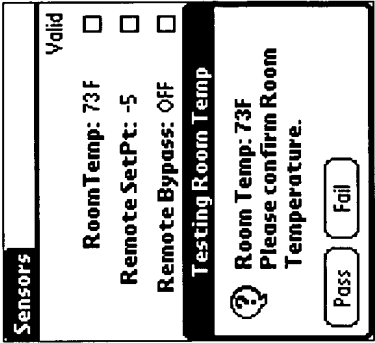 Sensors
Valid
RoomTemp: 73 F
Remote SetPt: -5
Remote Bypass: OFF
Testing Room Temp
Room Temp: 73F
Please confirm Room
Temperature.
Pass Fail